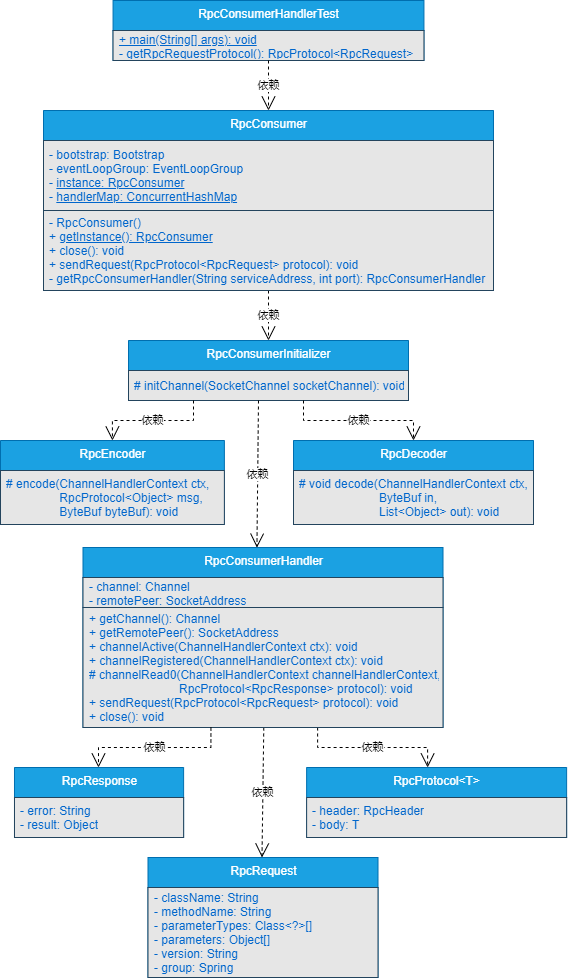 RpcConsumerHandlerTest
+ main(String[] args): void
- getRpcRequestProtocol(): RpcProtocol<RpcRequest>
依赖
RpcConsumer
- bootstrap: Bootstrap
- eventLoopGroup: EventLoopGroup
- instance: RpcConsumer
- handlerMap: ConcurrentHashMap
- RpcConsumer()
+ getInstance(): RpcConsumer
+ close(): void
+ sendRequest(RpcProtocol<RpcRequest> protocol): void
- getRpcConsumerHandler(String serviceAddress, int port): RpcConsumerHandler
依赖
RpcConsumerInitializer
# initChannel(SocketChannel socketChannel): void
依赖
依赖
RpcEncoder
# encode(ChannelHandlerContext ctx,
RpcProtocol<Object> msg,
ByteBuf byteBuf): void
依赖
RpcDecoder
# void decode(ChannelHandlerContext ctx,
ByteBuf in,
List<Object> out): void
RpcConsumerHandler
- channel: Channel
- remotePeer: SocketAddress
+ getChannel(): Channel
+ getRemotePeer(): SocketAddress
+ channelActive(ChannelHandlerContext ctx): void
+ channelRegistered(ChannelHandlerContext ctx): void
# channelRead0(ChannelHandlerContext channelHandlerContext,
RpcProtocol<RpcResponse> protocol): void
+ sendRequest(RpcProtocol<RpcRequest> protocol): void
+ close(): void
依赖
依赖
RpcResponse
- error: String
- result: Object
依赖
RpcProtocol<T>
- header: RpcHeader
- body: T
RpcRequest
- className: String
- methodName: String
- parameterTypes: Class<?>[]
- parameters: Object[]
- version: String
- group: Spring